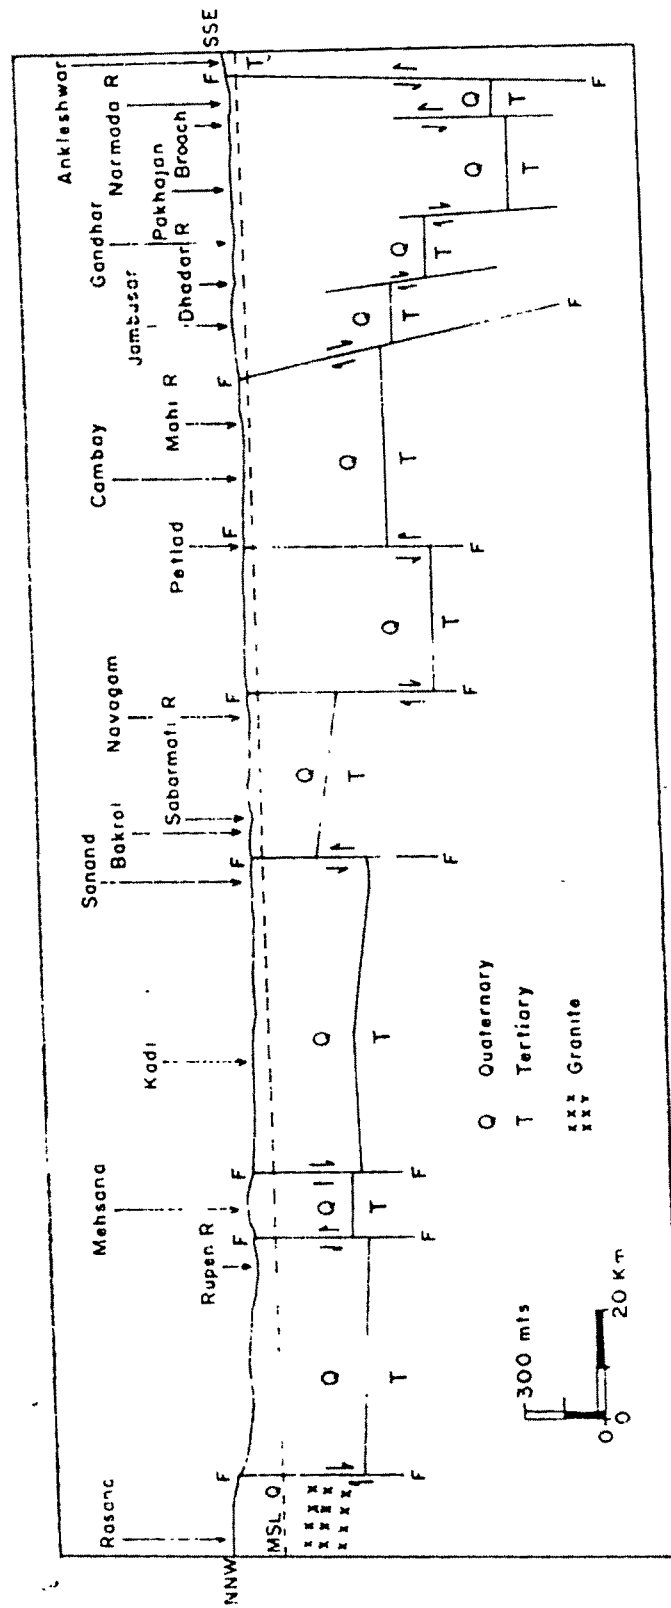 NNW
SSE
Rasana
Rupen R
Mehsana
Kadi
Sanand
Bakrol
Sabarmati R
Navagam
Petlad
Cambay
Mahi R
Jambusar
Dhadar R
Gandhar
Pakhajan
Broach
Narmada R
Ankleshwar
F
F
F
F
F
F
F
F
MSL
Q
T
Q
T
Q
T
Q
T
Q
T
Q
T
Q
T
Q
T
Q
T
Q
T
Q
T
F
F
F
F
F
F
F
F
Q Quaternary
T Tertiary
x x x Granite
x x x
300 mts
0
0
20 Km